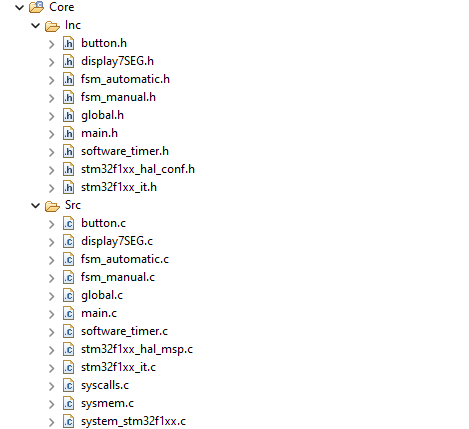 Core
Inc
button.h
display7SEG.h
fsm_automatic.h
fsm_manual.h
global.h
main.h
software_timer.h
stm32f1xx_hal_conf.h
stm32f1xx_it.h
Src
button.c
display7SEG.c
fsm_automatic.c
fsm_manual.c
global.c
main.c
software_timer.c
stm32f1xx_hal_msp.c
stm32f1xx_it.c
syscalls.c
sysmem.c
system_stm32f1xx.c